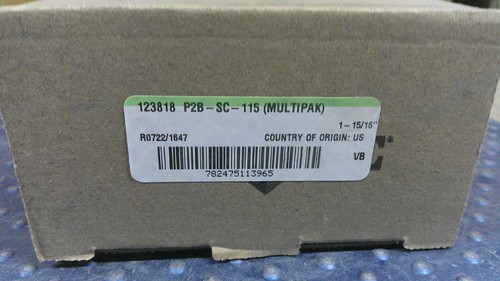 123818 P2B-SC-115 (MULTIPAK)
1-15/16"
R0722/1647 COUNTRY OF ORIGIN: US
VB
782475113965